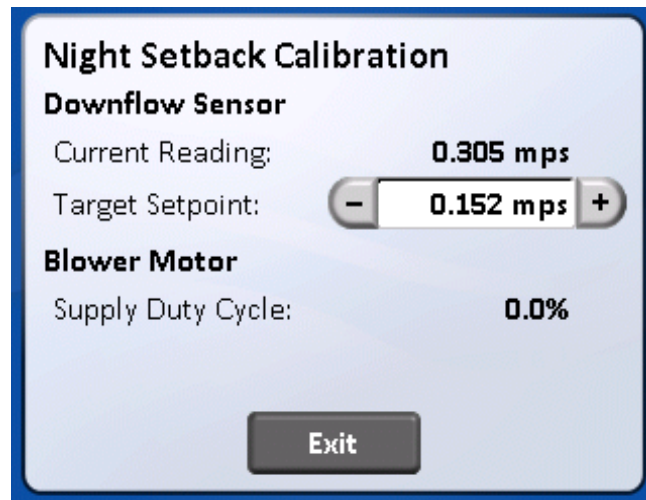 Night Setback Calibration
Downflow Sensor
Current Reading: 0.305 mps
Target Setpoint: - 0.152 mps +
Blower Motor
Supply Duty Cycle: 0.0%
Exit